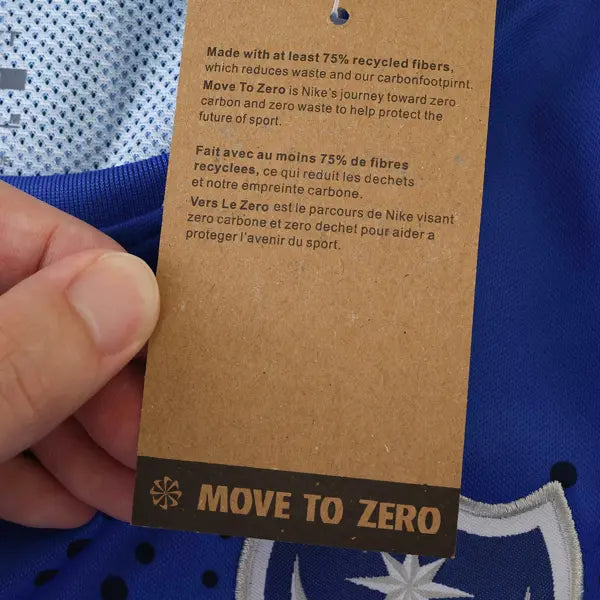 Made with at least 75% recycled fibers,
which reduces waste and our carbonfootpirnt.
Move To Zero is Nike's journey toward zero
carbon and zero waste to help protect the
future of sport.
Fait avec au moins 75% de fibres
recyclees, ce qui reduit les dechets
et notre empreinte carbone.
Vers Le Zero est le parcours de Nike visant
zero carbone et zero dechet pour aider a
proteger l'avenir du sport.
MOVE TO ZERO